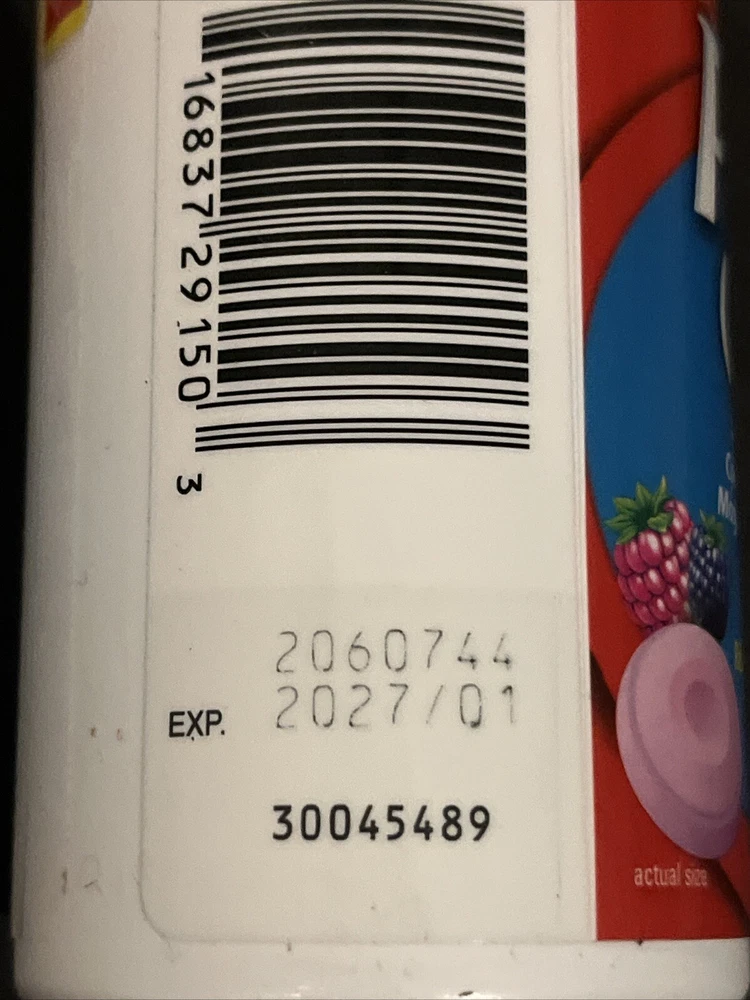 16837 29150
3
2060744
EXP. 2027/01
30045489
actual size